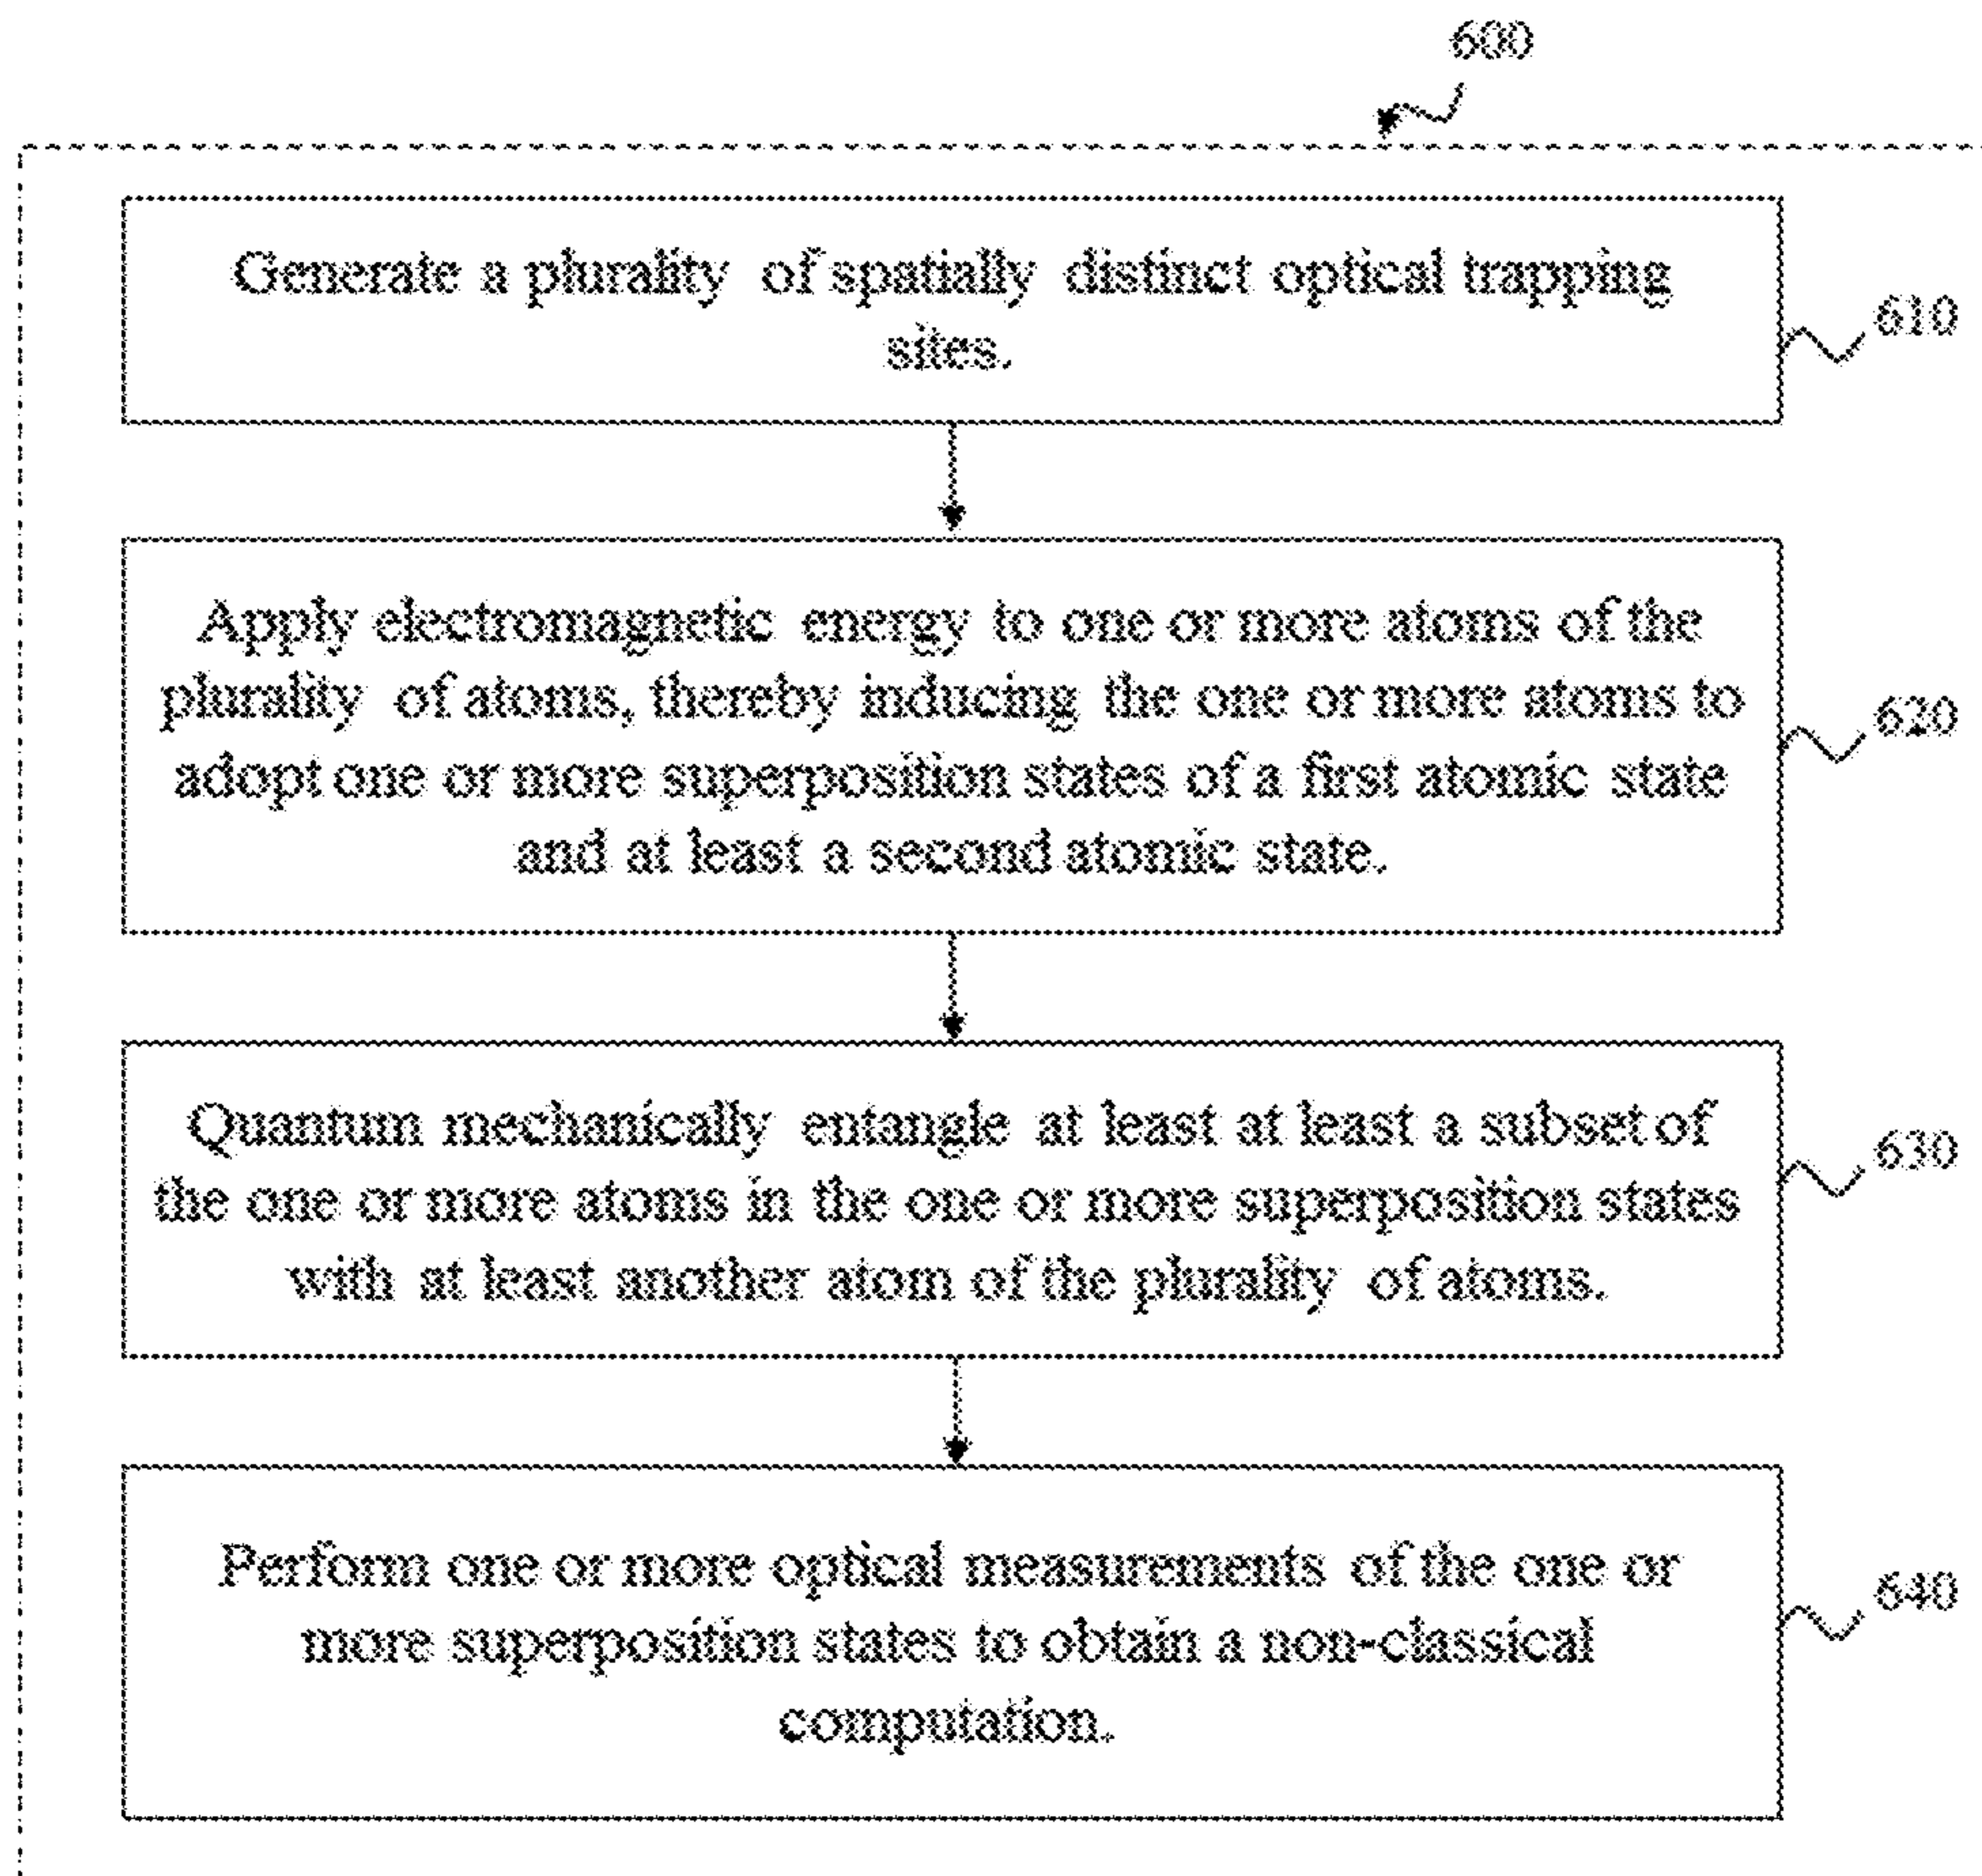 600
Generate a plurality of spatially distinct optical trapping
sites.
610
Apply electromagnetic energy to one or more atoms of the
plurality of atoms, thereby inducing the one or more atoms to
adopt one or more superposition states of a first atomic state
and at least a second atomic state.
620
Quantum mechanically entangle at least at least a subset of
the one or more atoms in the one or more superposition states
with at least another atom of the plurality of atoms.
630
Perform one or more optical measurements of the one or
more superposition states to obtain a non-classical
computation.
640